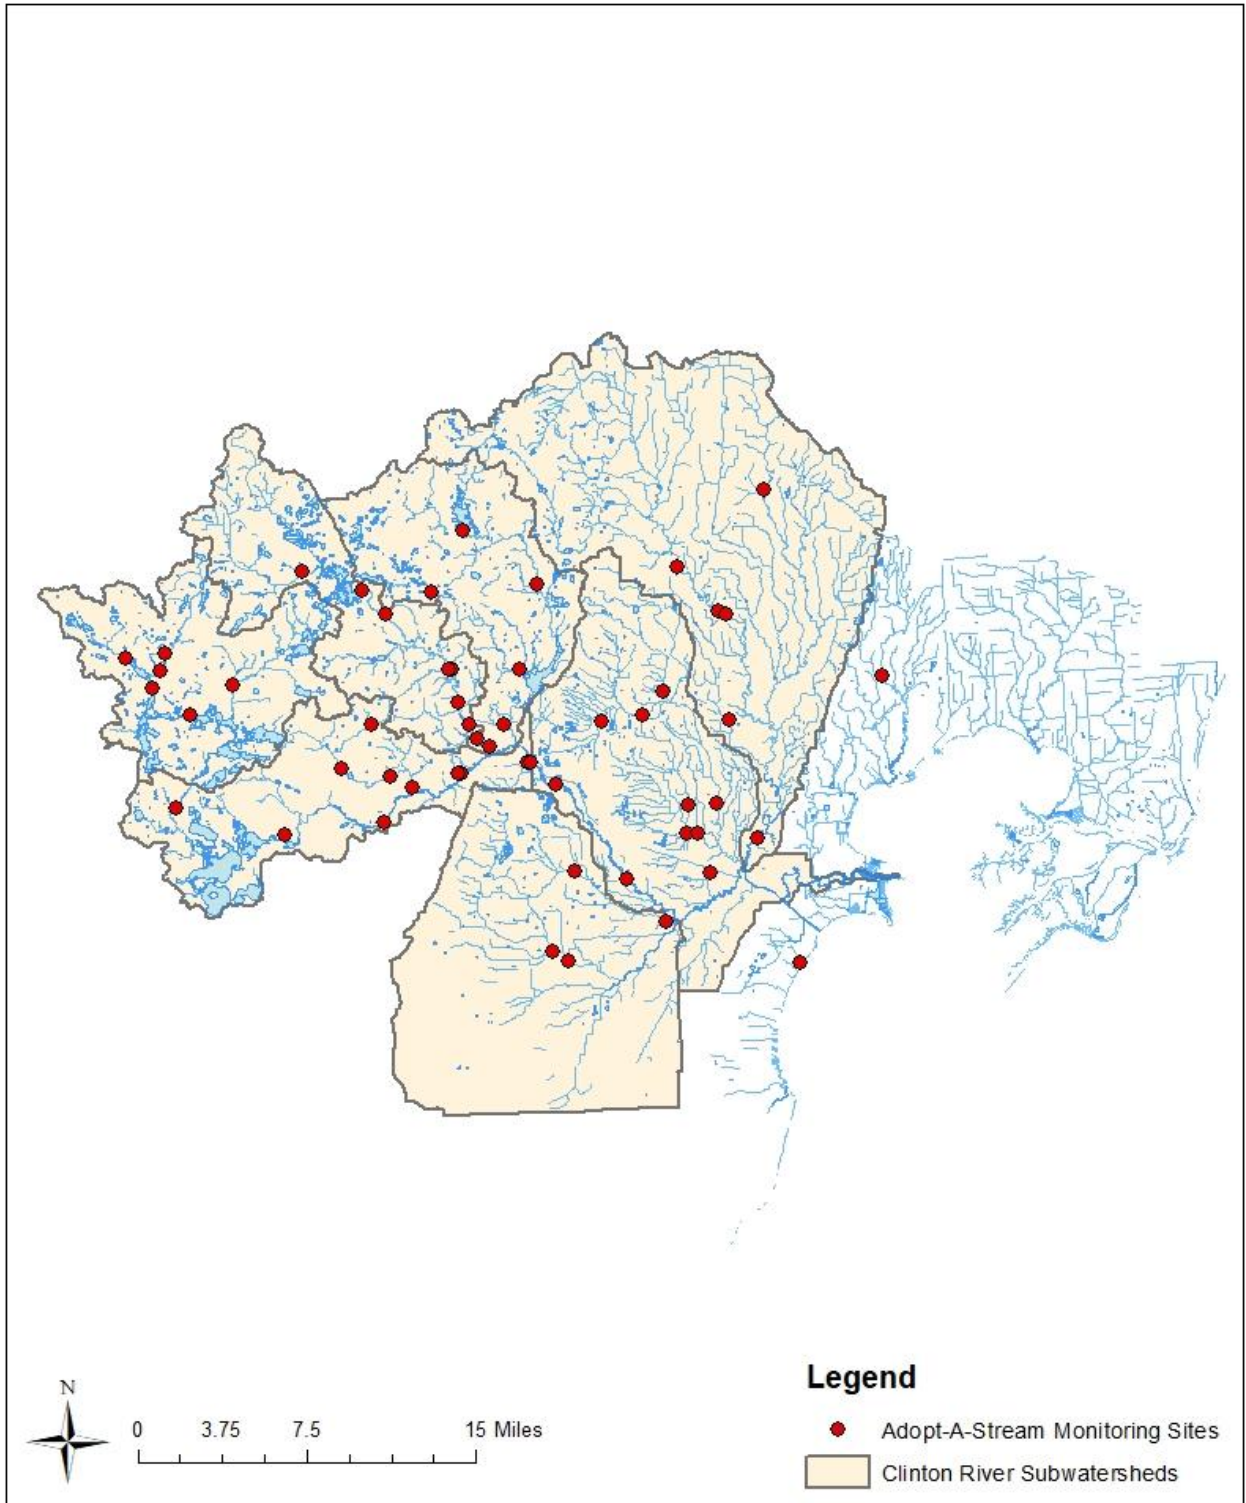 Legend
N
0 3.75 7.5 15 Miles
Adopt-A-Stream Monitoring Sites
Clinton River Subwatersheds